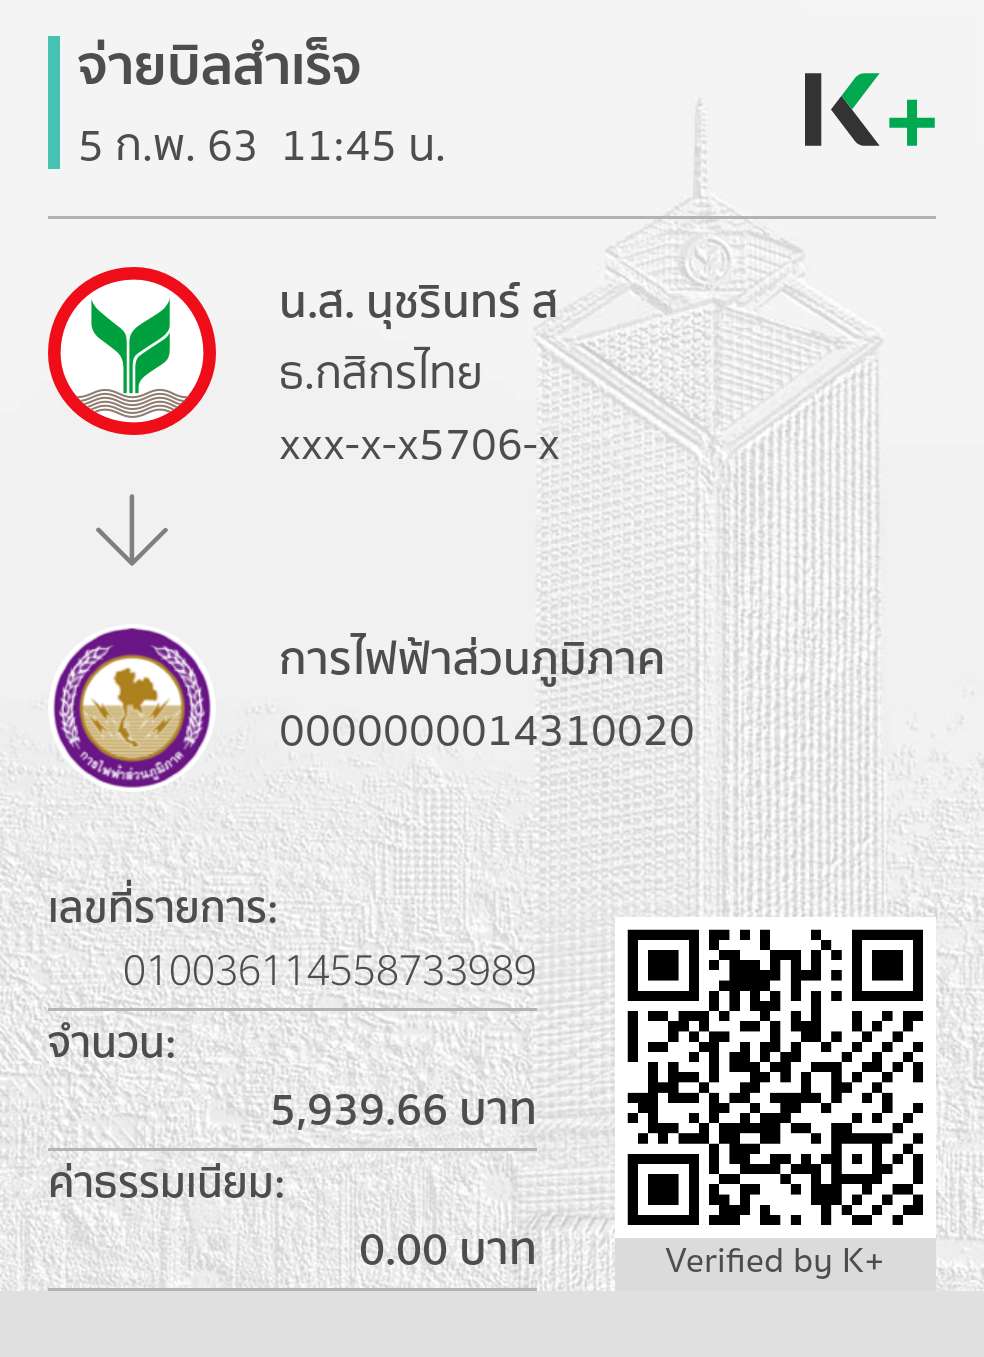 จ่ายบิลสำเร็จ
5 ก.พ. 63 11:45 น.
K+
น.ส. นุชรินทร์ ส
ธ.กสิกรไทย
xxx-x-x5706-x
การไฟฟ้าส่วนภูมิภาค
0000000014310020
การไฟฟ้าส่วนภูมิภาค
เลขที่รายการ:
010036114558733989
จำนวน:
5,939.66 บาท
ค่าธรรมเนียม:
0.00 บาท
Verified by K+